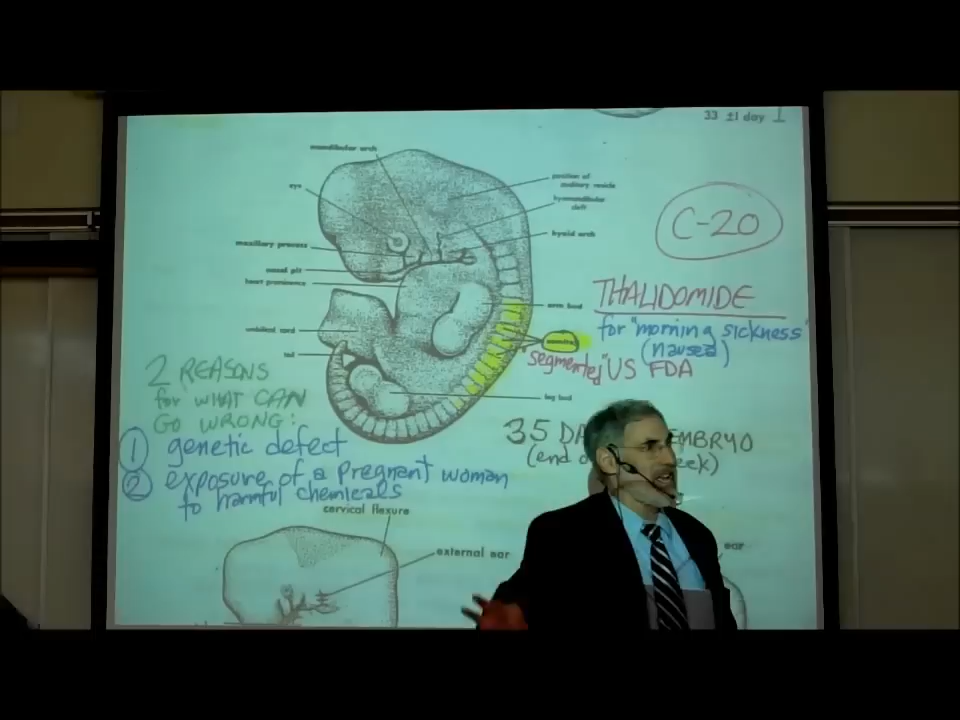 33 ±1 day
mandibular arch
position of
auditory vesicle
eye
hyomandibular
cleft
C-20
hyoid arch
maxillary process
nasal pit
heart prominence
THALIDOMIDE
arm bud
for "morning sickness"
umbilical cord
somites
tail
segmented
US FDA
2 REASONS
for WHAT CAN
GO WRONG:
leg bud
① genetic defect
35 DA EMBRYO
(end
② exposure of a Pregnant woman
to harmful chemicals
cervical flexure
external ear
ear